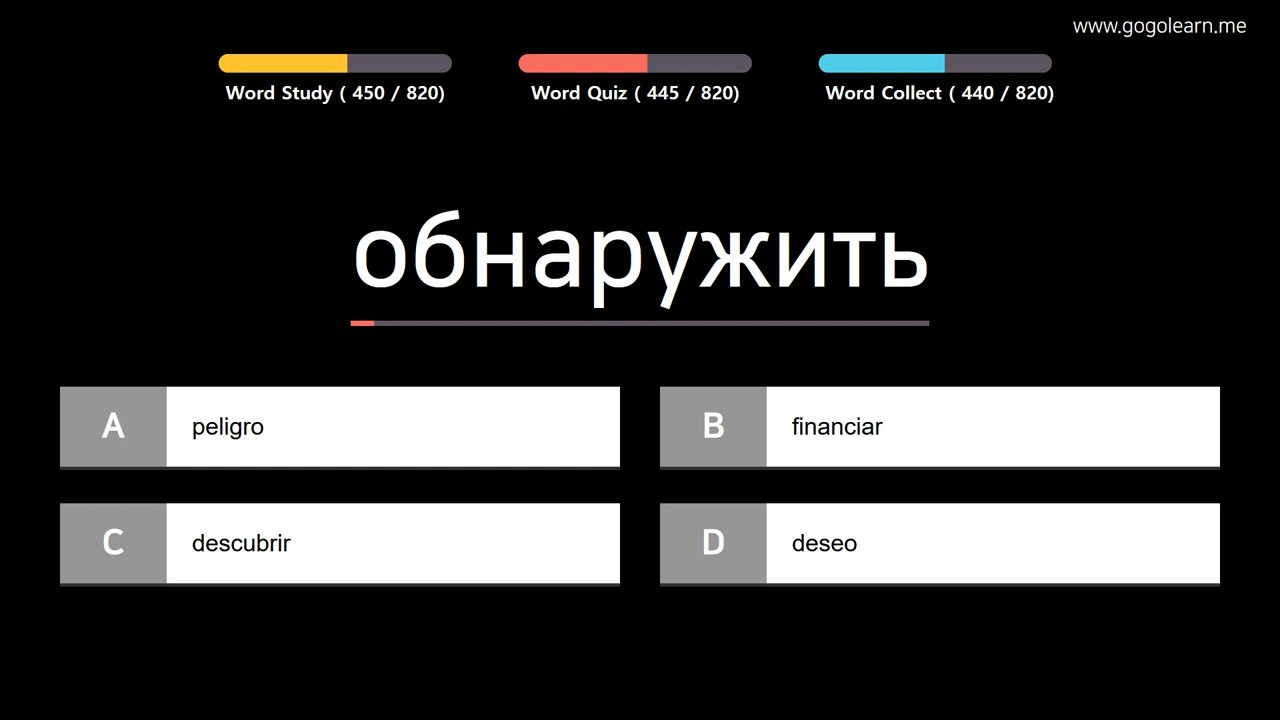 www.gogolearn.me
Word Study ( 450 / 820)
Word Quiz ( 445 / 820)
Word Collect ( 440 / 820)
обнаружить
A peligro
B financiar
C descubrir
D deseo